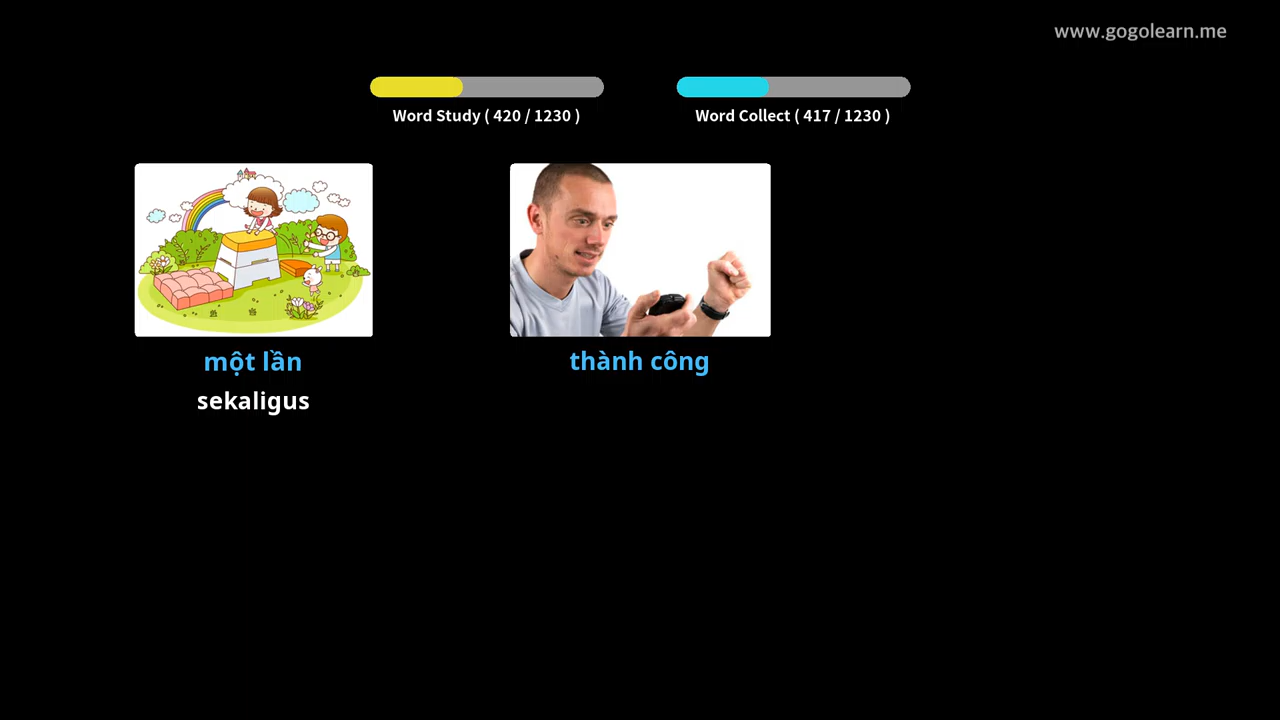 www.gogolearn.me
Word Study ( 420 / 1230 )
Word Collect ( 417 / 1230 )
một lần
thành công
sekaligus